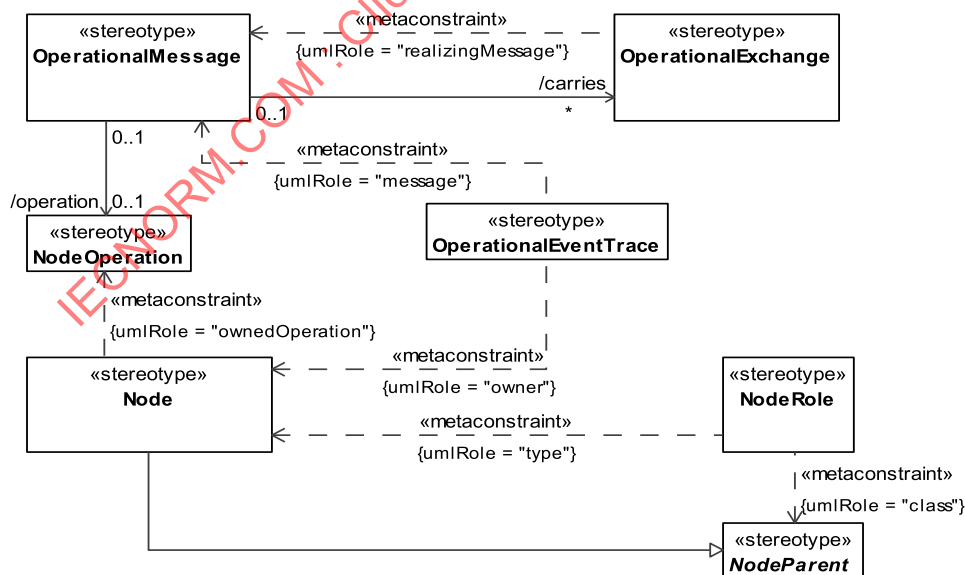 «stereotype»
OperationalMessage
«metaconstraint»
{umlRole = "realizingMessage"}
«stereotype»
OperationalExchange
/carries
0..1
*
0..1
«metaconstraint»
{umlRole = "message"}
/operation
0..1
«stereotype»
NodeOperation
«stereotype»
OperationalEventTrace
«metaconstraint»
{umlRole = "ownedOperation"}
«stereotype»
Node
«metaconstraint»
{umlRole = "owner"}
«stereotype»
NodeRole
«metaconstraint»
{umlRole = "type"}
«metaconstraint»
{umlRole = "class"}
«stereotype»
NodeParent
IECNORM.COM : Clic